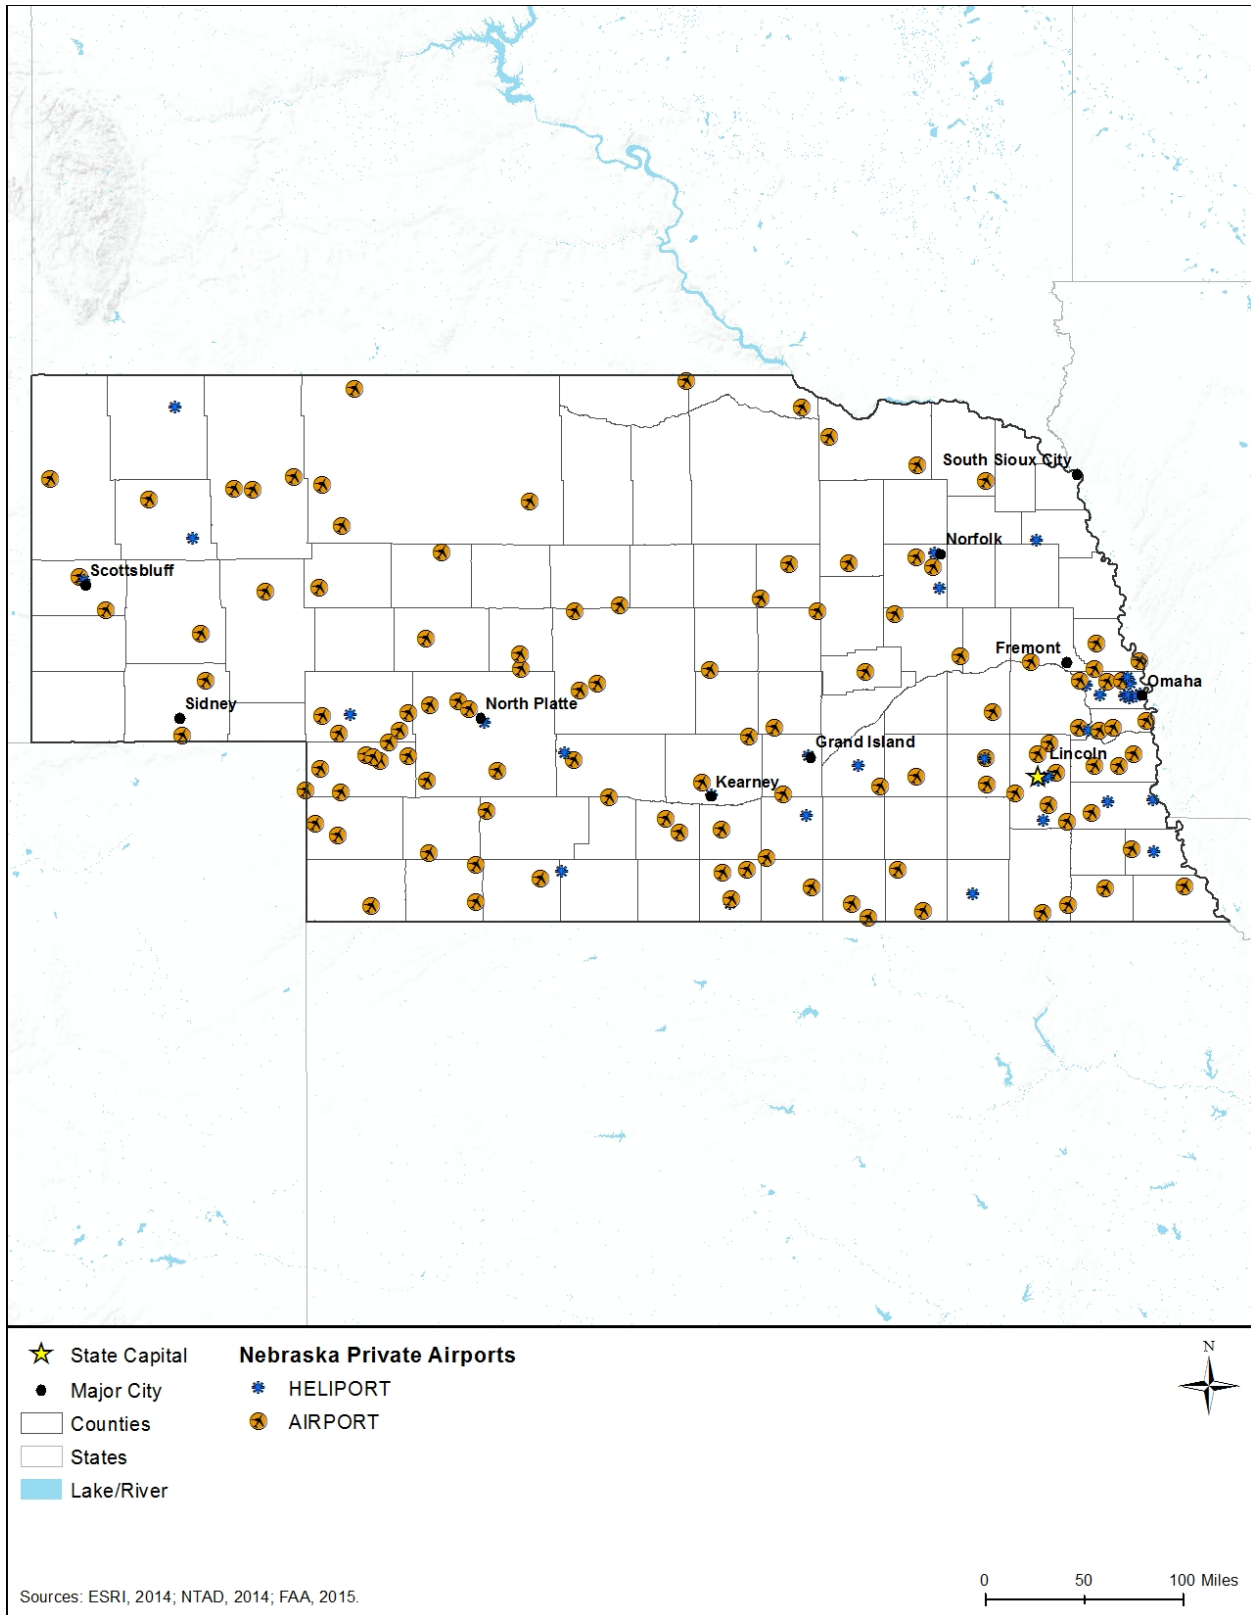 South Sioux City
Norfolk
Scottsbluff
Fremont
Omaha
Sidney
North Platte
Grand Island
Lincoln
Kearney
State Capital
Major City
Counties
States
Lake/River
Nebraska Private Airports
HELIPORT
AIRPORT
N
0 50 100 Miles
Sources: ESRI, 2014; NTAD, 2014; FAA, 2015.